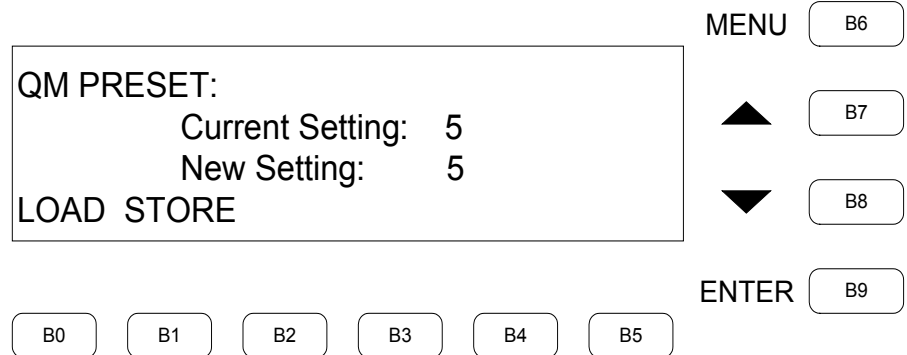 MENU B6
QM PRESET:
B7
Current Setting: 5
New Setting: 5
B8
LOAD STORE
ENTER B9
B0 B1 B2 B3 B4 B5